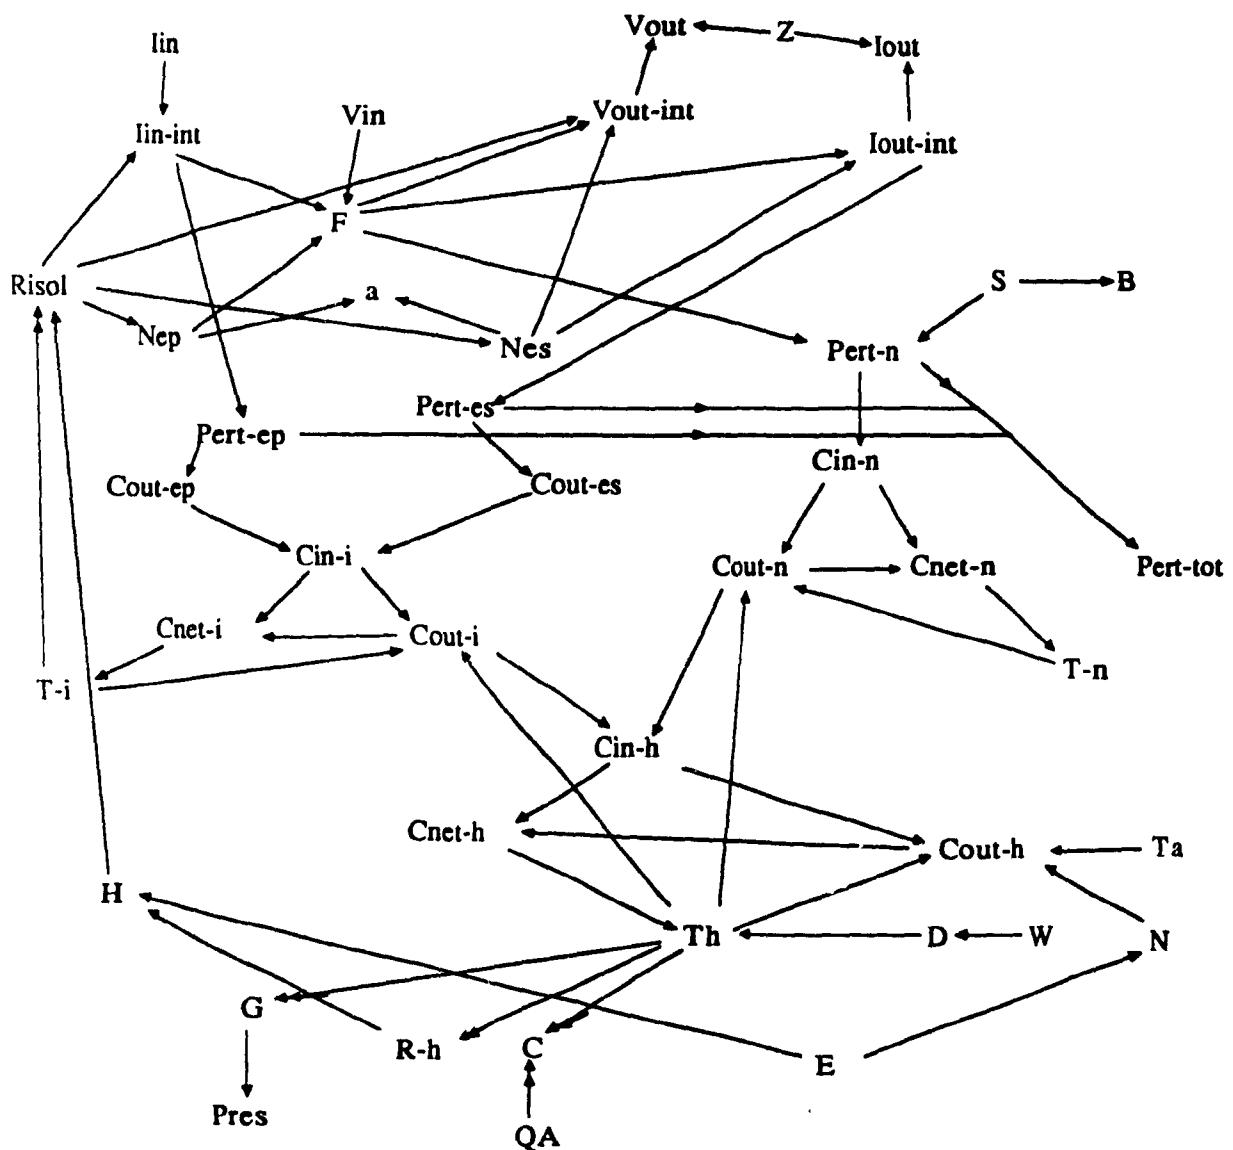 Vout
Z
Iin
Iout
Vin
Vout-int
Iin-int
Iout-int
F
Risol
a
S
B
Nep
Nes
Pert-n
Pert-es
Pert-ep
Cin-n
Cout-ep
Cout-es
Cin-i
Cout-n
Cnet-n
Pert-tot
Cnet-i
Cout-i
T-i
T-n
Cin-h
Cnet-h
Cout-h
Ta
H
Th
D
W
N
G
R-h
C
E
Pres
QA